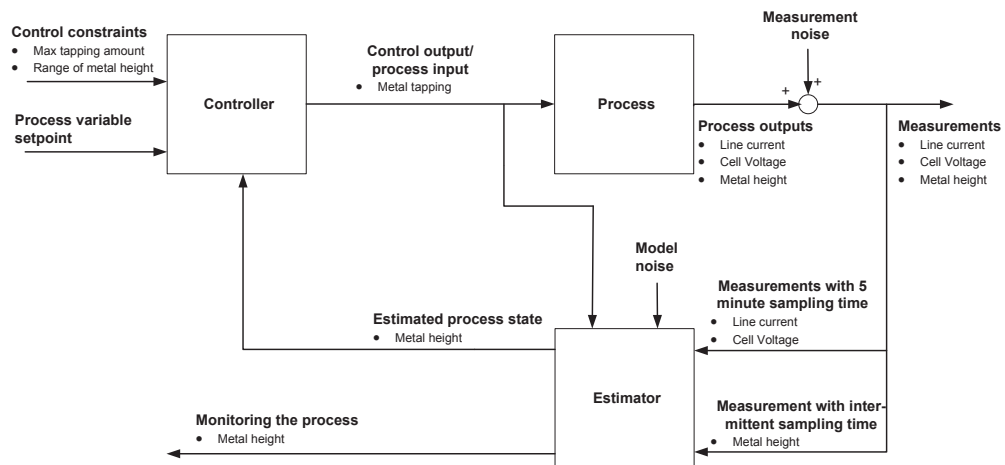 Control constraints
• Max tapping amount
• Range of metal height
Process variable
setpoint
Controller
Control output/
process input
• Metal tapping
Process
Measurement
noise
+
+
Process outputs
• Line current
• Cell Voltage
• Metal height
Measurements
• Line current
• Cell Voltage
• Metal height
Model
noise
Measurements with 5
minute sampling time
• Line current
• Cell Voltage
Estimated process state
• Metal height
Estimator
Monitoring the process
• Metal height
Measurement with inter-
mittent sampling time
• Metal height